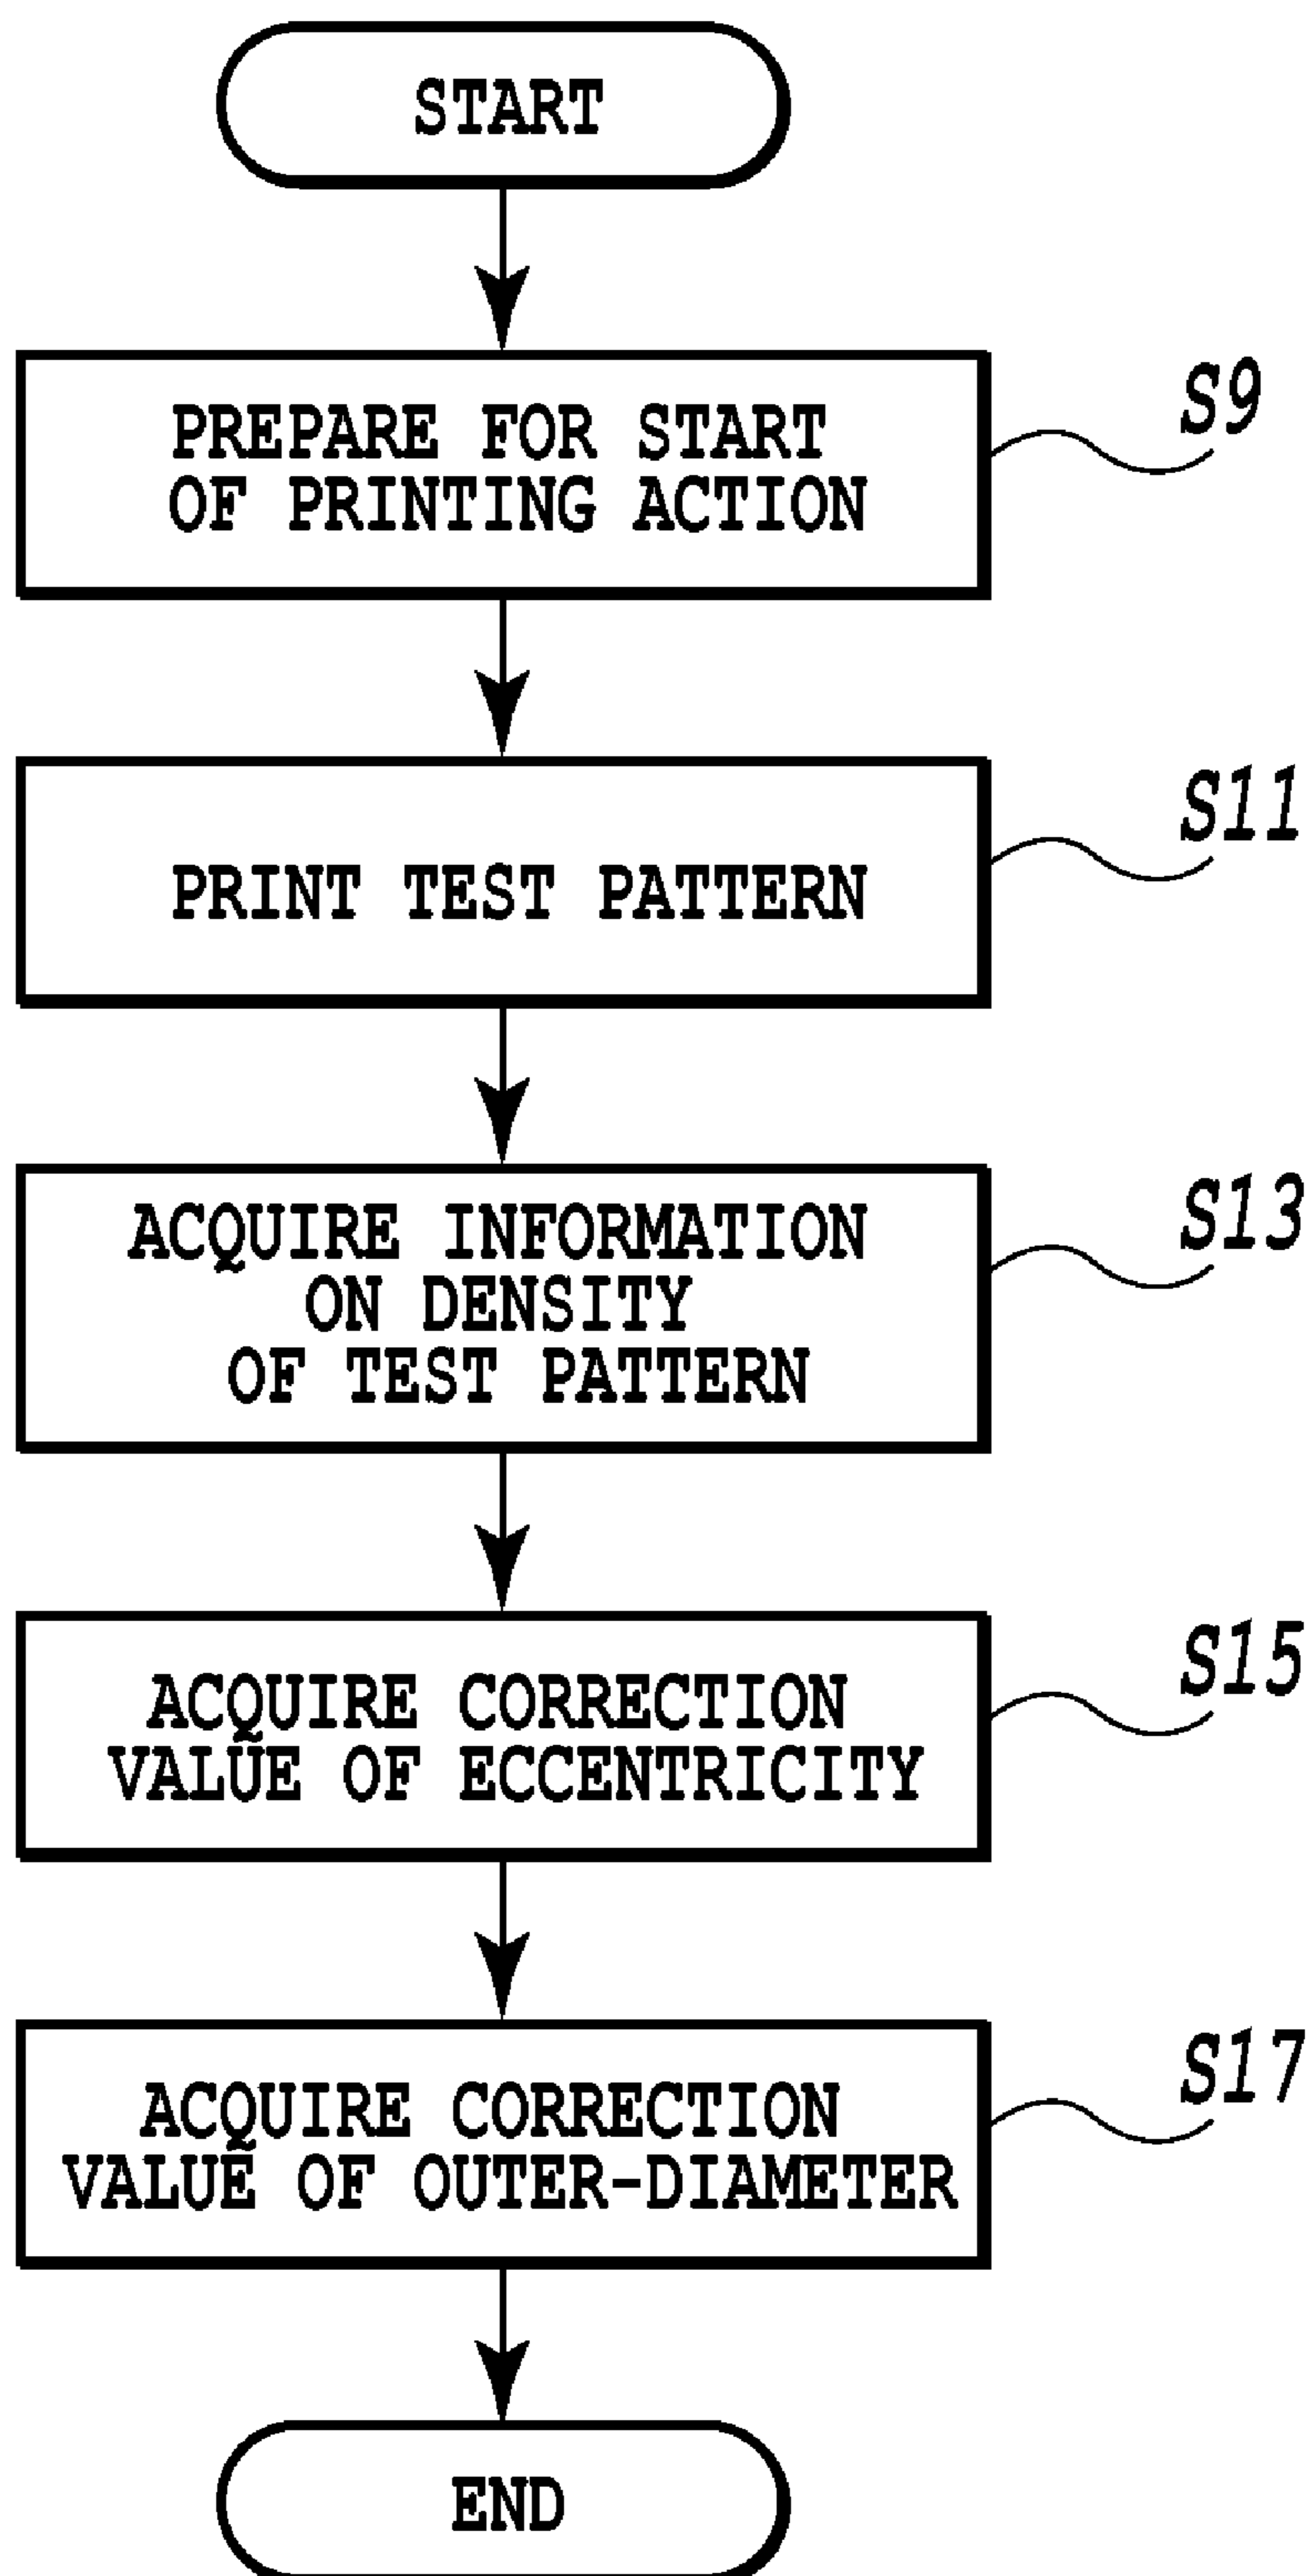 START
PREPARE FOR START
OF PRINTING ACTION
S9
PRINT TEST PATTERN
S11
ACQUIRE INFORMATION
ON DENSITY
OF TEST PATTERN
S13
ACQUIRE CORRECTION
VALUE OF ECCENTRICITY
S15
ACQUIRE CORRECTION
VALUE OF OUTER-DIAMETER
S17
END